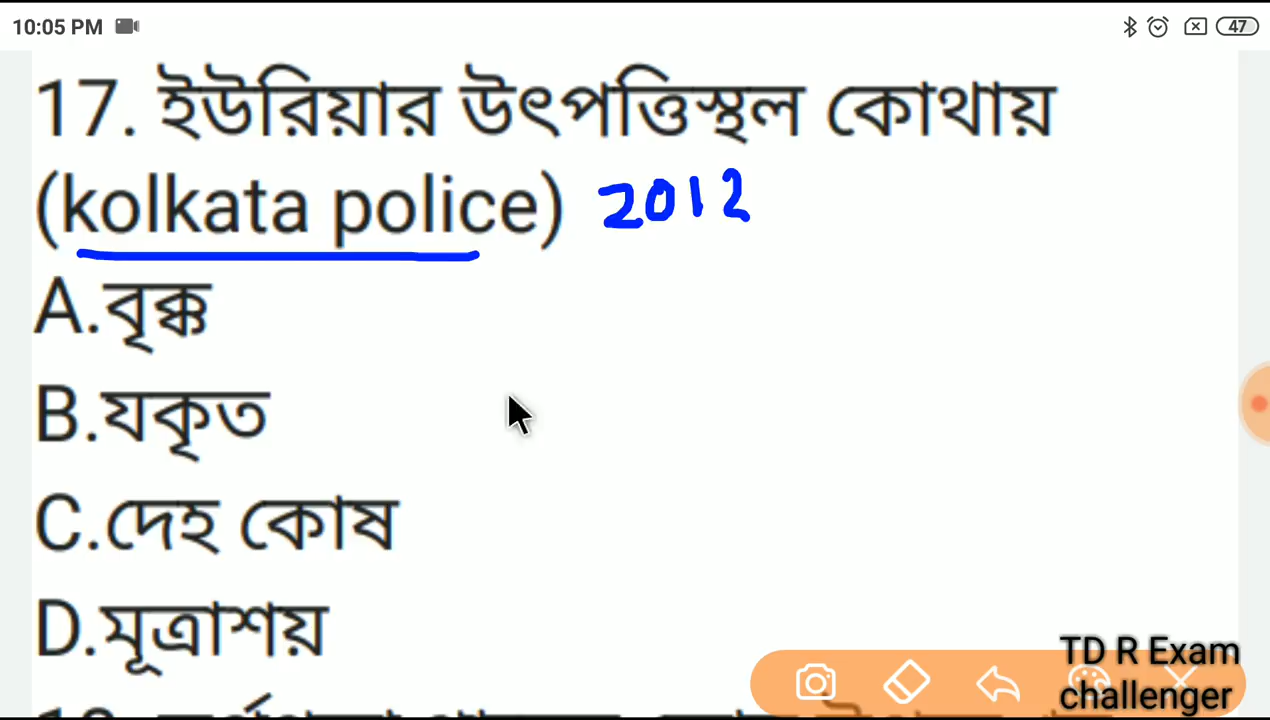 10:05 PM 47
17. ইউরিয়ার উৎপত্তিস্থল কোথায়
(kolkata police) 2012
A.বৃক্ক
B.যকৃত
C.দেহ কোষ
D.মূত্রাশয়
TD R Exam
challenger